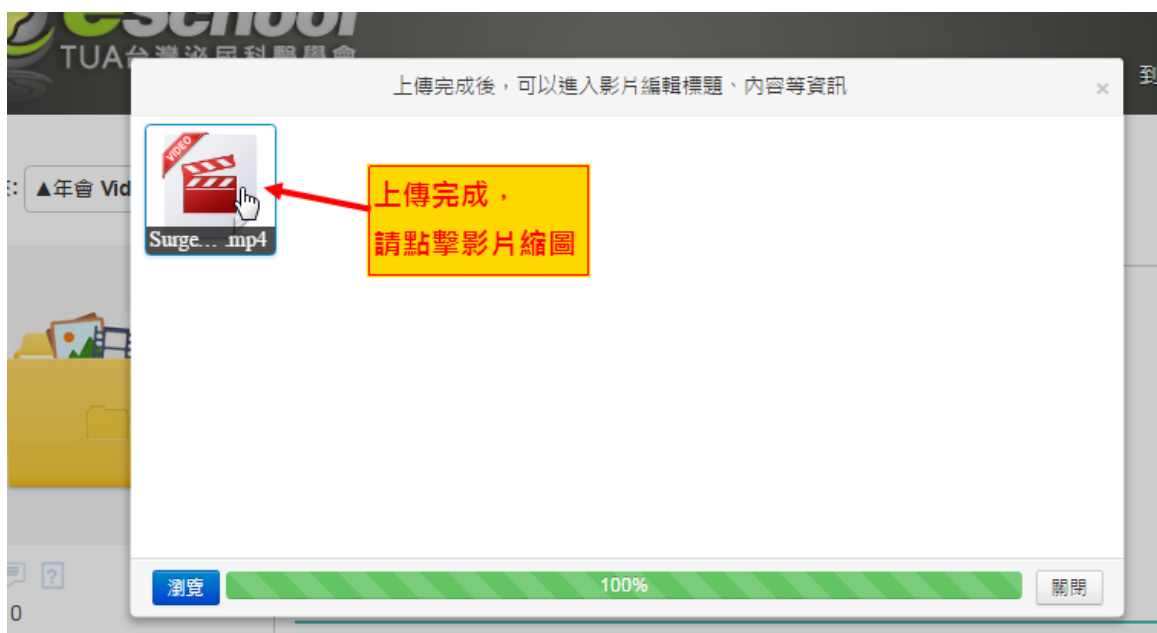 eschool
TUA台灣泌尿科醫學會
到
上傳完成後，可以進入影片編輯標題、內容等資訊
×
: ▲年會 Vid
VIDEO
Surge... .mp4
上傳完成，
請點擊影片縮圖
?
0
瀏覽
100%
關閉